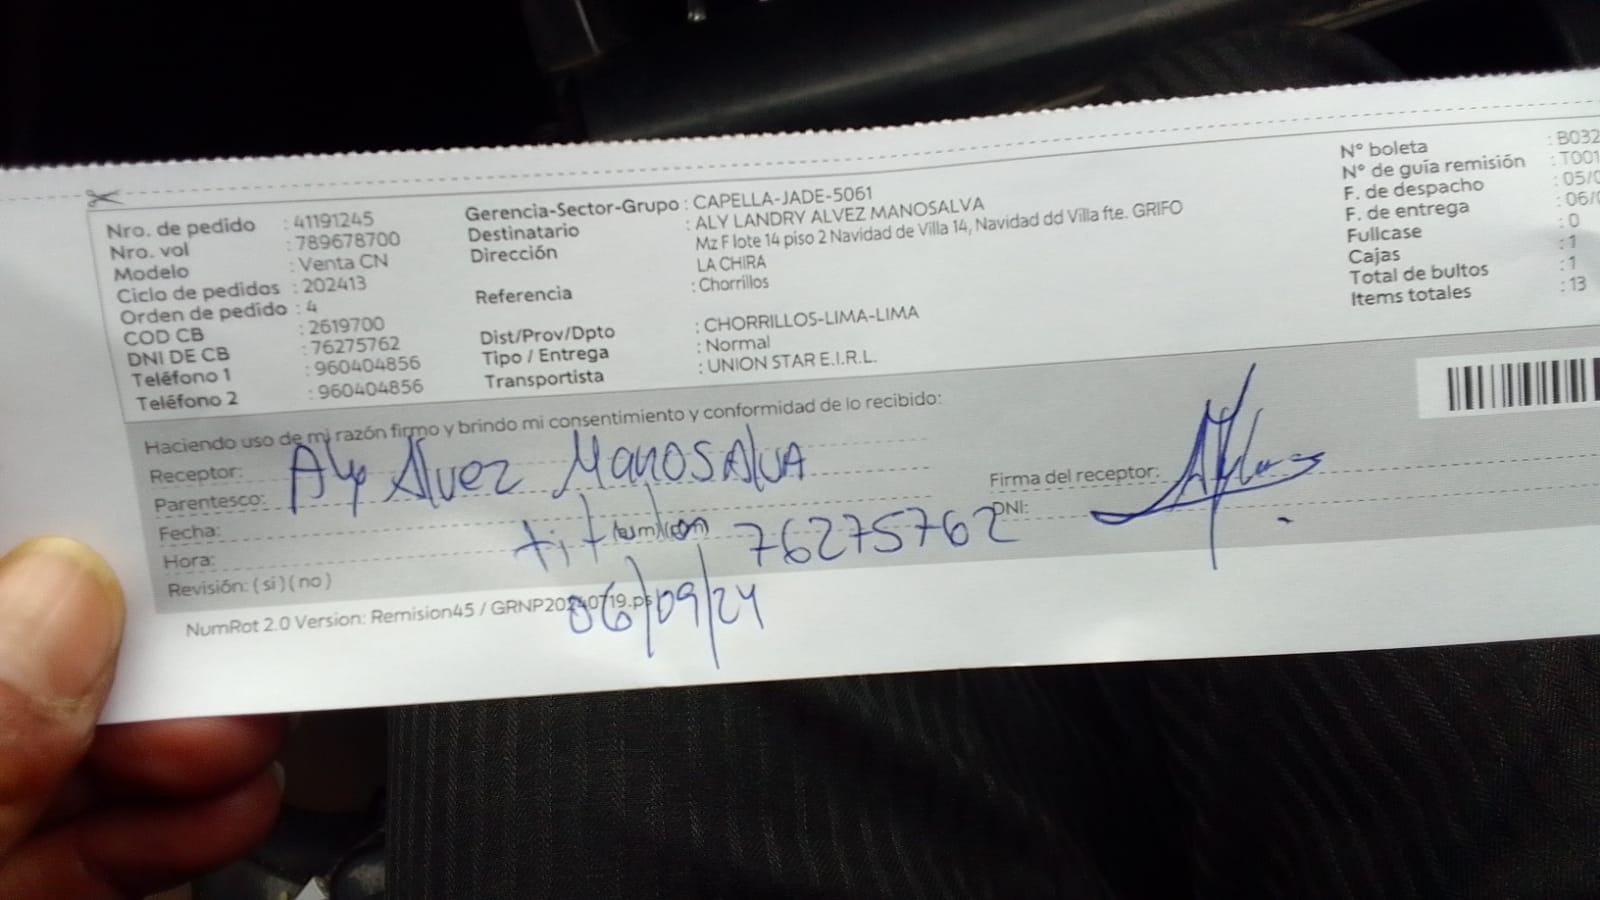 Nro. de pedido : 41191245
Nro. vol : 789678700
Modelo : Venta CN
Ciclo de pedidos : 202413
Orden de pedido : 4
COD CB : 2619700
DNI DE CB : 76275762
Teléfono 1 : 960404856
Teléfono 2 : 960404856
Gerencia-Sector-Grupo : CAPELLA-JADE-5061
Destinatario : ALY LANDRY ALVEZ MANOSALVA
Dirección Mz F lote 14 piso 2 Navidad de Villa 14, Navidad dd Villa fte. GRIFO
LA CHIRA
Referencia : Chorrillos
Dist/Prov/Dpto : CHORRILLOS-LIMA-LIMA
Tipo / Entrega : Normal
Transportista : UNION STAR E.I.R.L.
N° boleta : B032
N° de guía remisión : T001
F. de despacho : 05/0
F. de entrega : 06/0
Fullcase : 0
Cajas : 1
Total de bultos : 1
Items totales : 13
Haciendo uso de mi razón firmo y brindo mi consentimiento y conformidad de lo recibido:
Receptor: Aly Alvez Manosalva
Parentesco:
Firma del receptor:
Fecha: tit (am) (pm) 76275762 DNI:
Hora:
Revisión: ( si ) ( no )
06/09/24
NumRot 2.0 Version: Remision45 / GRNP20240719.ps